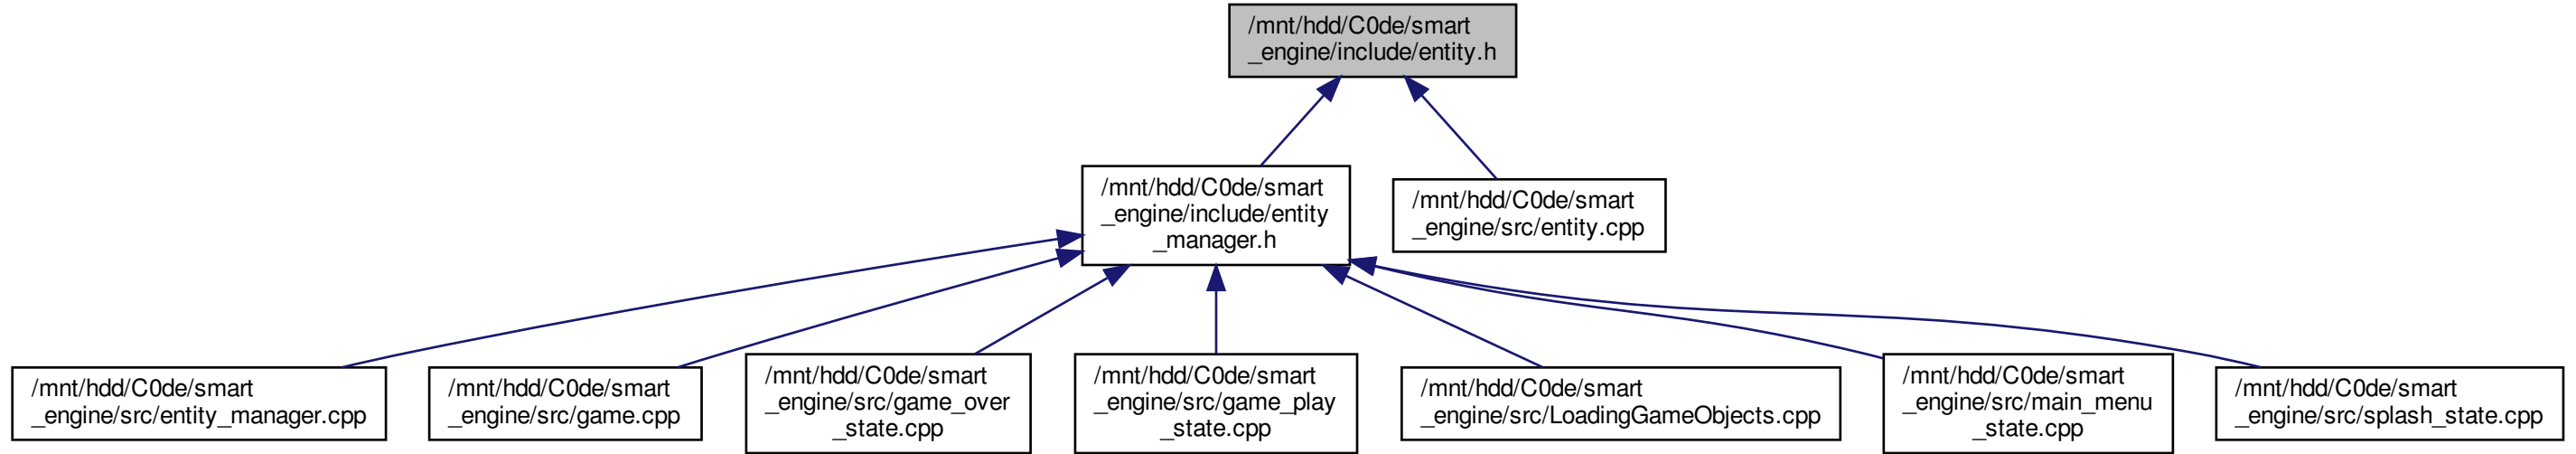 /mnt/hdd/C0de/smart
_engine/include/entity.h
/mnt/hdd/C0de/smart
_engine/include/entity
_manager.h
/mnt/hdd/C0de/smart
_engine/src/entity.cpp
/mnt/hdd/C0de/smart
_engine/src/entity_manager.cpp
/mnt/hdd/C0de/smart
_engine/src/game.cpp
/mnt/hdd/C0de/smart
_engine/src/game_over
_state.cpp
/mnt/hdd/C0de/smart
_engine/src/game_play
_state.cpp
/mnt/hdd/C0de/smart
_engine/src/LoadingGameObjects.cpp
/mnt/hdd/C0de/smart
_engine/src/main_menu
_state.cpp
/mnt/hdd/C0de/smart
_engine/src/splash_state.cpp